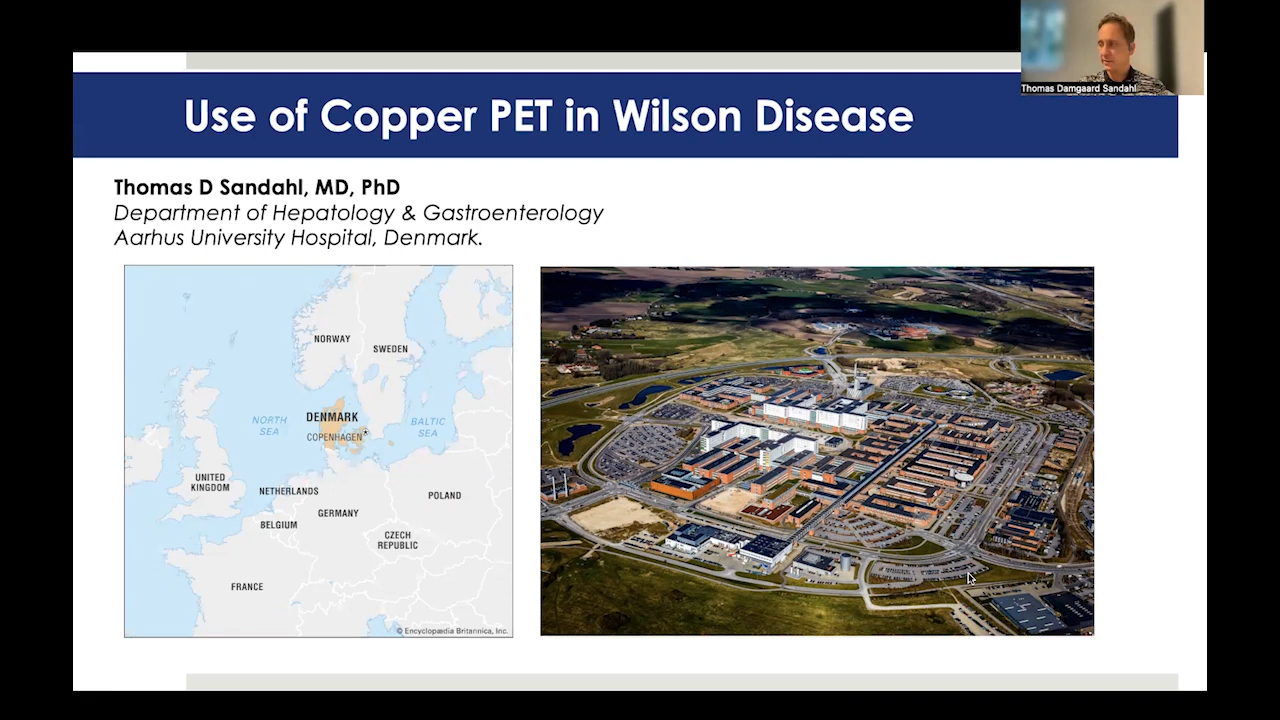 Thomas Damgaard Sandahl
Use of Copper PET in Wilson Disease
Thomas D Sandahl, MD, PhD
Department of Hepatology & Gastroenterology
Aarhus University Hospital, Denmark.
NORWAY
SWEDEN
DENMARK
NORTH
SEA
COPENHAGEN
BALTIC
SEA
UNITED
KINGDOM
NETHERLANDS
POLAND
GERMANY
BELGIUM
CZECH
REPUBLIC
FRANCE
© Encyclopædia Britannica, Inc.